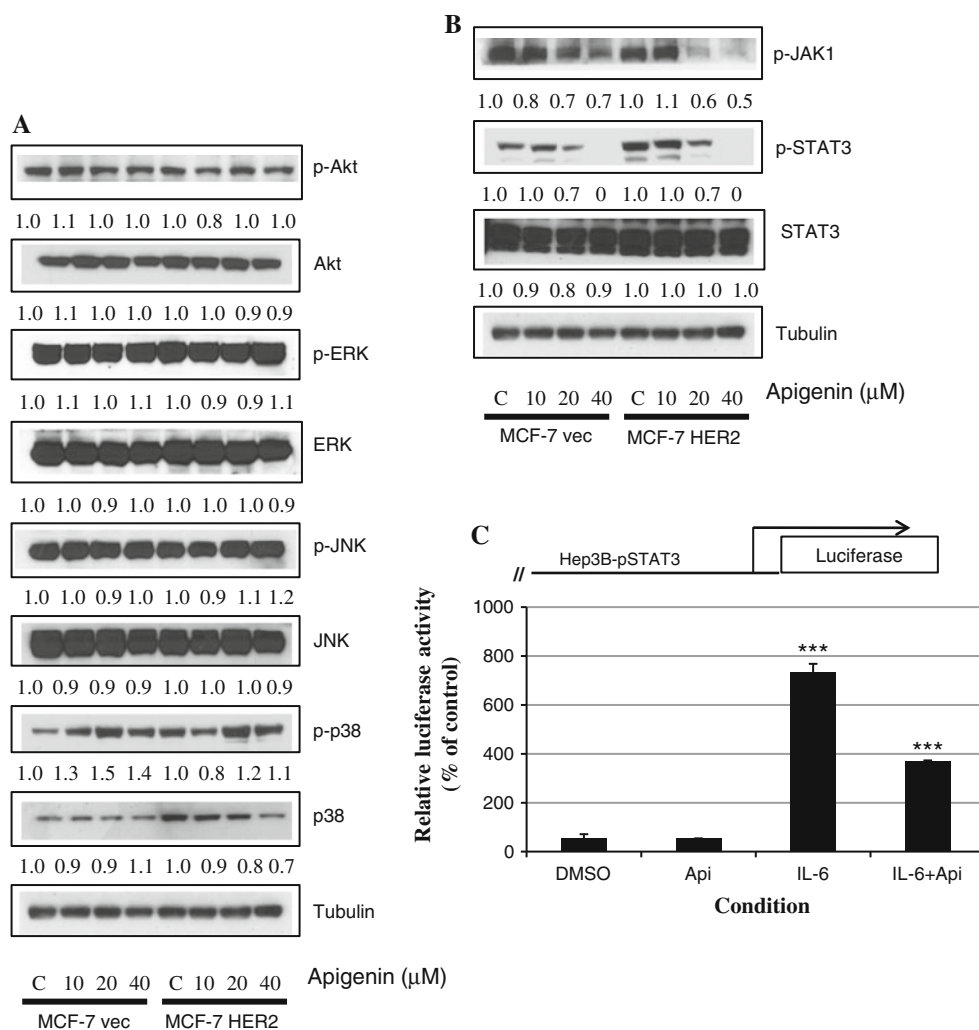 A
p-Akt
1.0 1.1 1.0 1.0 1.0 0.8 1.0 1.0
Akt
1.0 1.1 1.0 1.0 1.0 1.0 0.9 0.9
p-ERK
1.0 1.1 1.0 1.1 1.0 0.9 0.9 1.1
ERK
1.0 1.0 0.9 1.0 1.0 1.0 1.0 0.9
p-JNK
1.0 1.0 0.9 1.0 1.0 0.9 1.1 1.2
JNK
1.0 0.9 0.9 0.9 1.0 1.0 1.0 0.9
p-p38
1.0 1.3 1.5 1.4 1.0 0.8 1.2 1.1
p38
1.0 0.9 0.9 1.1 1.0 0.9 0.8 0.7
Tubulin
C 10 20 40 C 10 20 40 Apigenin (μM)
MCF-7 vec MCF-7 HER2
B
p-JAK1
1.0 0.8 0.7 0.7 1.0 1.1 0.6 0.5
p-STAT3
1.0 1.0 0.7 0 1.0 1.0 0.7 0
STAT3
1.0 0.9 0.8 0.9 1.0 1.0 1.0 1.0
Tubulin
C 10 20 40 C 10 20 40 Apigenin (μM)
MCF-7 vec MCF-7 HER2
C
// Hep3B-pSTAT3 Luciferase
Relative luciferase activity
(% of control)
1000
800
600
400
200
0
***
***
DMSO Api IL-6 IL-6+Api
Condition